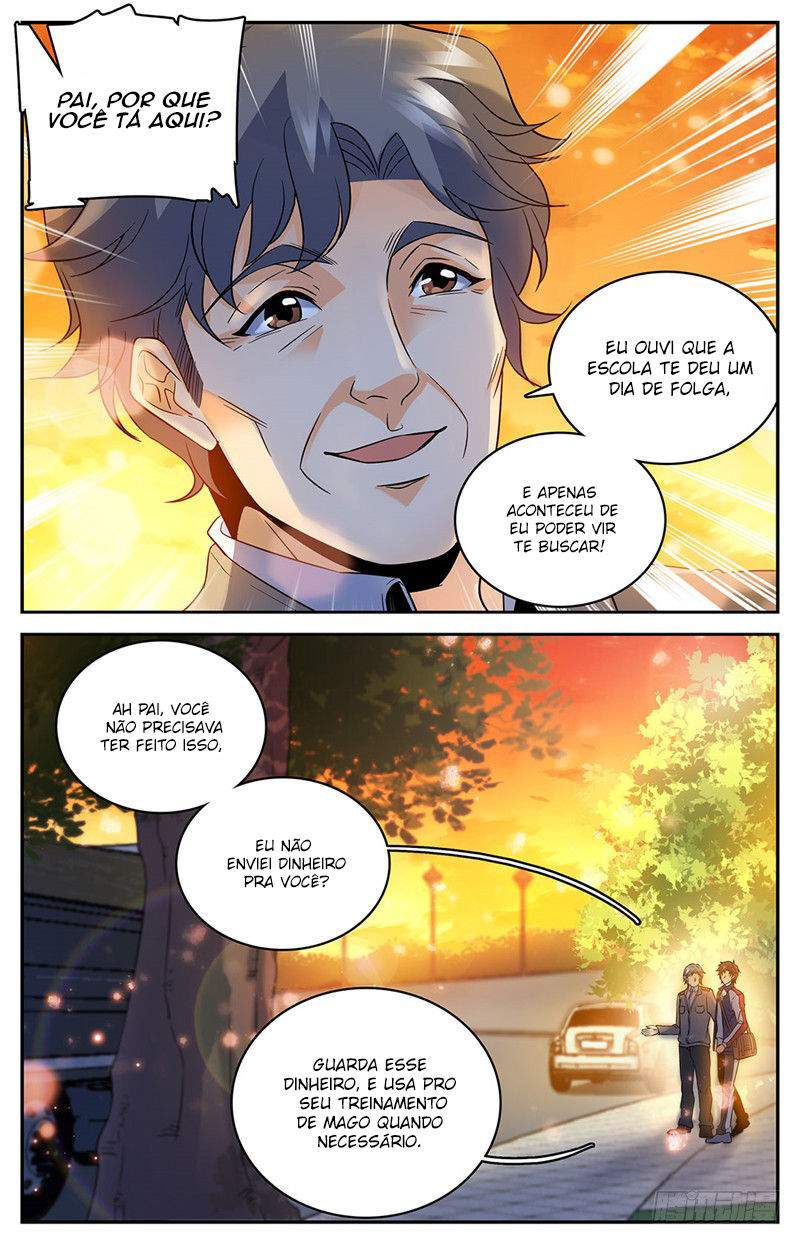 PAI, POR QUE
VOCÊ TÁ AQUI?
EU OUVI QUE A
ESCOLA TE DEU UM
DIA DE FOLGA,
E APENAS
ACONTECEU DE
EU PODER VIR
TE BUSCAR!
AH PAI, VOCÊ
NÃO PRECISAVA
TER FEITO ISSO,
EU NÃO
ENVIEI DINHEIRO
PRA VOCÊ?
GUARDA ESSE
DINHEIRO, E USA PRO
SEU TREINAMENTO
DE MAGO QUANDO
NECESSÁRIO.